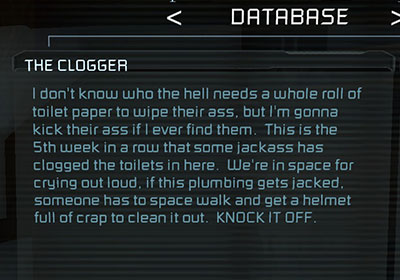 < DATABASE >
THE CLOGGER
I don't know who the hell needs a whole roll of
toilet paper to wipe their ass, but I'm gonna
kick their ass if I ever find them. This is the
5th week in a row that some jackass has
clogged the toilets in here. We're in space for
crying out loud, if this plumbing gets jacked,
someone has to space walk and get a helmet
full of crap to clean it out. KNOCK IT OFF.